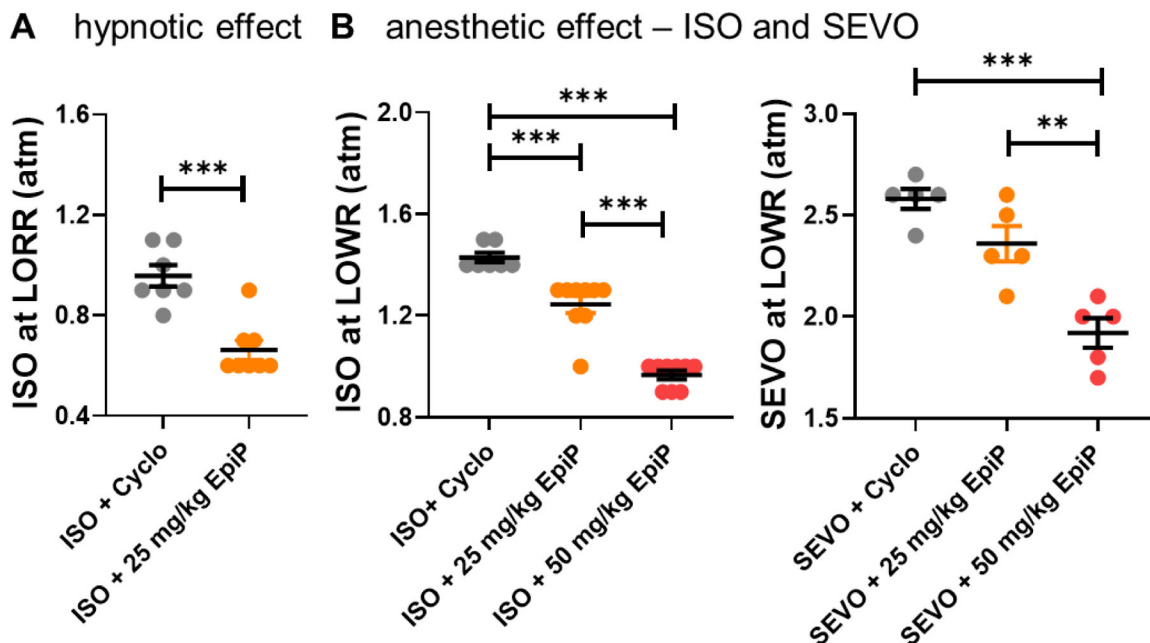 A hypnotic effect
B anesthetic effect – ISO and SEVO
ISO at LORR (atm)
1.6
1.2
0.8
0.4
***
ISO + Cyclo
ISO + 25 mg/kg EpiP
ISO at LOWR (atm)
2.0
1.6
1.2
0.8
***
***
***
ISO+ Cyclo
ISO + 25 mg/kg EpiP
ISO + 50 mg/kg EpiP
SEVO at LOWR (atm)
3.0
2.5
2.0
1.5
***
**
SEVO + Cyclo
SEVO + 25 mg/kg EpiP
SEVO + 50 mg/kg EpiP